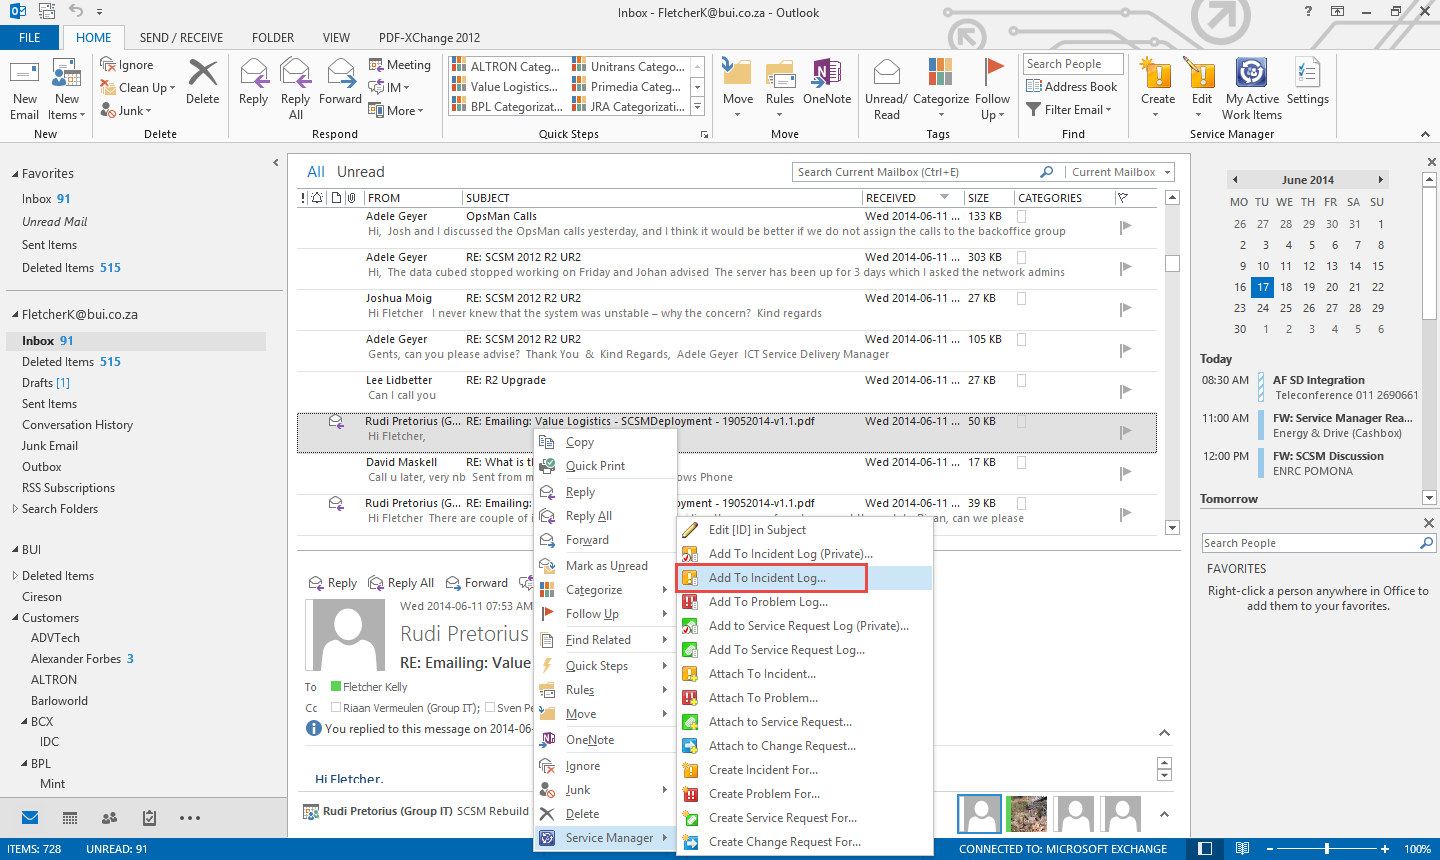 Inbox - FletcherK@bui.co.za - Outlook
FILE HOME SEND / RECEIVE FOLDER VIEW PDF-XChange 2012
New Email
New Items
New
Ignore
Clean Up
Junk
Delete
Delete
Reply
Reply All
Forward
Meeting
IM
More
Respond
ALTRON Categ...
Value Logistics...
BPL Categorizat...
Unitrans Catego...
Primedia Catego...
JRA Categorizati...
Quick Steps
Move
Rules
OneNote
Move
Unread/ Read
Categorize
Follow Up
Tags
Search People
Address Book
Filter Email
Find
Create
Edit
My Active Work Items
Settings
Service Manager
Favorites
Inbox 91
Unread Mail
Sent Items
Deleted Items 515
FletcherK@bui.co.za
Inbox 91
Deleted Items 515
Drafts [1]
Sent Items
Conversation History
Junk Email
Outbox
RSS Subscriptions
Search Folders
BUI
Deleted Items
Cireson
Customers
ADVTech
Alexander Forbes 3
ALTRON
Barloworld
BCX
IDC
BPL
Mint
All Unread
Search Current Mailbox (Ctrl+E)
Current Mailbox
FROM SUBJECT RECEIVED SIZE CATEGORIES
Adele Geyer OpsMan Calls Wed 2014-06-11 ... 133 KB
Hi, Josh and I discussed the OpsMan calls yesterday, and I think it would be better if we do not assign the calls to the backoffice group
Adele Geyer RE: SCSM 2012 R2 UR2 Wed 2014-06-11 ... 303 KB
Hi, The data cubed stopped working on Friday and Johan advised The server has been up for 3 days which I asked the network admins
Joshua Moig RE: SCSM 2012 R2 UR2 Wed 2014-06-11 ... 27 KB
Hi Fletcher I never knew that the system was unstable – why the concern? Kind regards
Adele Geyer RE: SCSM 2012 R2 UR2 Wed 2014-06-11 ... 105 KB
Gents, can you please advise? Thank You & Kind Regards, Adele Geyer ICT Service Delivery Manager
Lee Lidbetter RE: R2 Upgrade Wed 2014-06-11 ... 27 KB
Can I call you
Rudi Pretorius (G... RE: Emailing: Value Logistics - SCSMDeployment - 19052014-v1.1.pdf Wed 2014-06-11 ... 50 KB
Hi Fletcher,
David Maskell RE: What is th Wed 2014-06-11 ... 17 KB
Call u later, very nb Sent from m ows Phone
Rudi Pretorius (G... RE: Emailing: V oyment - 19052014-v1.1.pdf Wed 2014-06-11 ... 39 KB
Hi Fletcher There are couple of i an, can we please
Copy
Quick Print
Reply
Reply All
Forward
Mark as Unread
Categorize
Follow Up
Find Related
Quick Steps
Rules
Move
OneNote
Ignore
Junk
Delete
Service Manager
Edit [ID] in Subject
Add To Incident Log (Private)...
Add To Incident Log...
Add To Problem Log...
Add to Service Request Log (Private)...
Add To Service Request Log...
Attach To Incident...
Attach To Problem...
Attach to Service Request...
Attach to Change Request...
Create Incident For...
Create Problem For...
Create Service Request For...
Create Change Request For...
Reply Reply All Forward
Wed 2014-06-11 07:53 AM
Rudi Pretorius
RE: Emailing: Value
To Fletcher Kelly
Cc Riaan Vermeulen (Group IT); Sven Pe
You replied to this message on 2014-06-
Hi Fletcher,
Rudi Pretorius (Group IT) SCSM Rebuild
June 2014
MO TU WE TH FR SA SU
26 27 28 29 30 31 1
2 3 4 5 6 7 8
9 10 11 12 13 14 15
16 17 18 19 20 21 22
23 24 25 26 27 28 29
30 1 2 3 4 5 6
Today
08:30 AM AF SD Integration
Teleconference 011 2690661
11:00 AM FW: Service Manager Rea...
Energy & Drive (Cashbox)
12:00 PM FW: SCSM Discussion
ENRC POMONA
Tomorrow
Search People
FAVORITES
Right-click a person anywhere in Office to
add them to your favorites.
ITEMS: 728 UNREAD: 91 CONNECTED TO: MICROSOFT EXCHANGE 100%